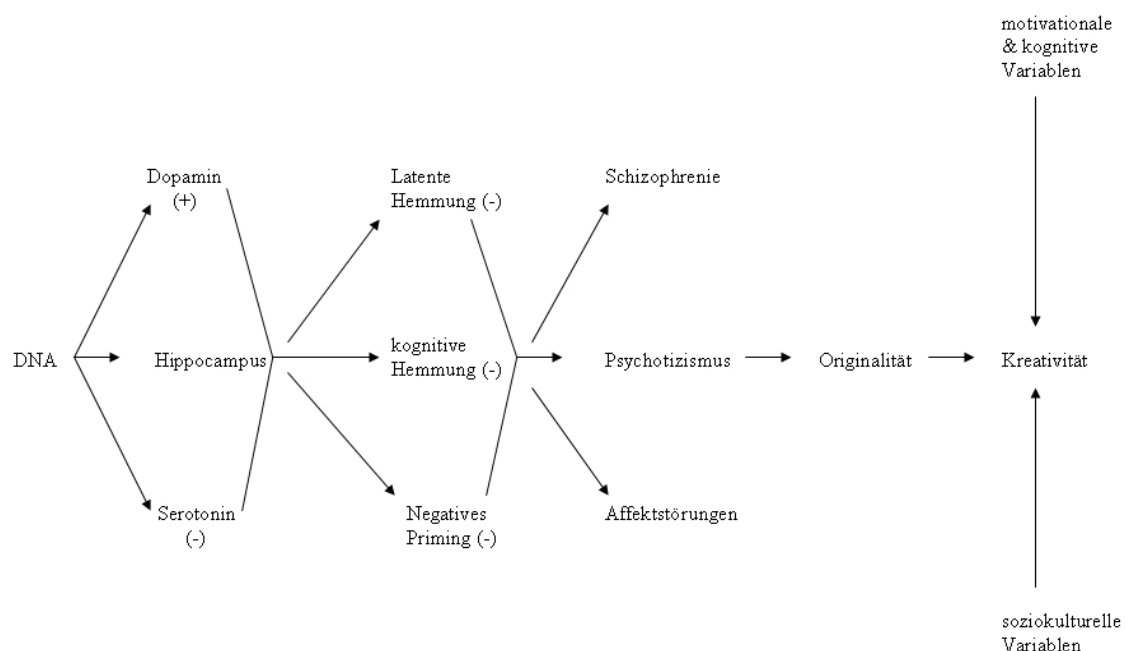 motivationale
& kognitive
Variablen
Dopamin
(+)
Latente
Hemmung (-)
Schizophrenie
DNA
Hippocampus
kognitive
Hemmung (-)
Psychotizismus
Originalität
Kreativität
Serotonin
(-)
Negatives
Priming (-)
Affektstörungen
soziokulturelle
Variablen